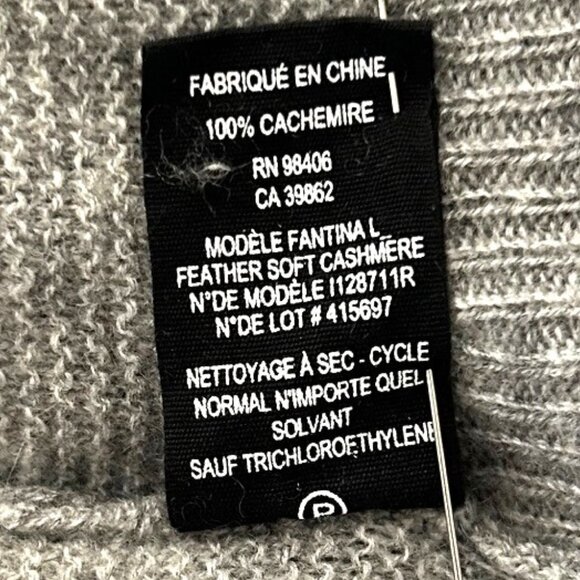 FABRIQUÉ EN CHINE
100% CACHEMIRE
RN 98406
CA 39862
MODÈLE FANTINA L_
FEATHER SOFT CASHMERE
N°DE MODÈLE I128711R
N°DE LOT # 415697
NETTOYAGE À SEC - CYCLE
NORMAL N'IMPORTE QUEL
SOLVANT
SAUF TRICHLOROETHYLENE
P